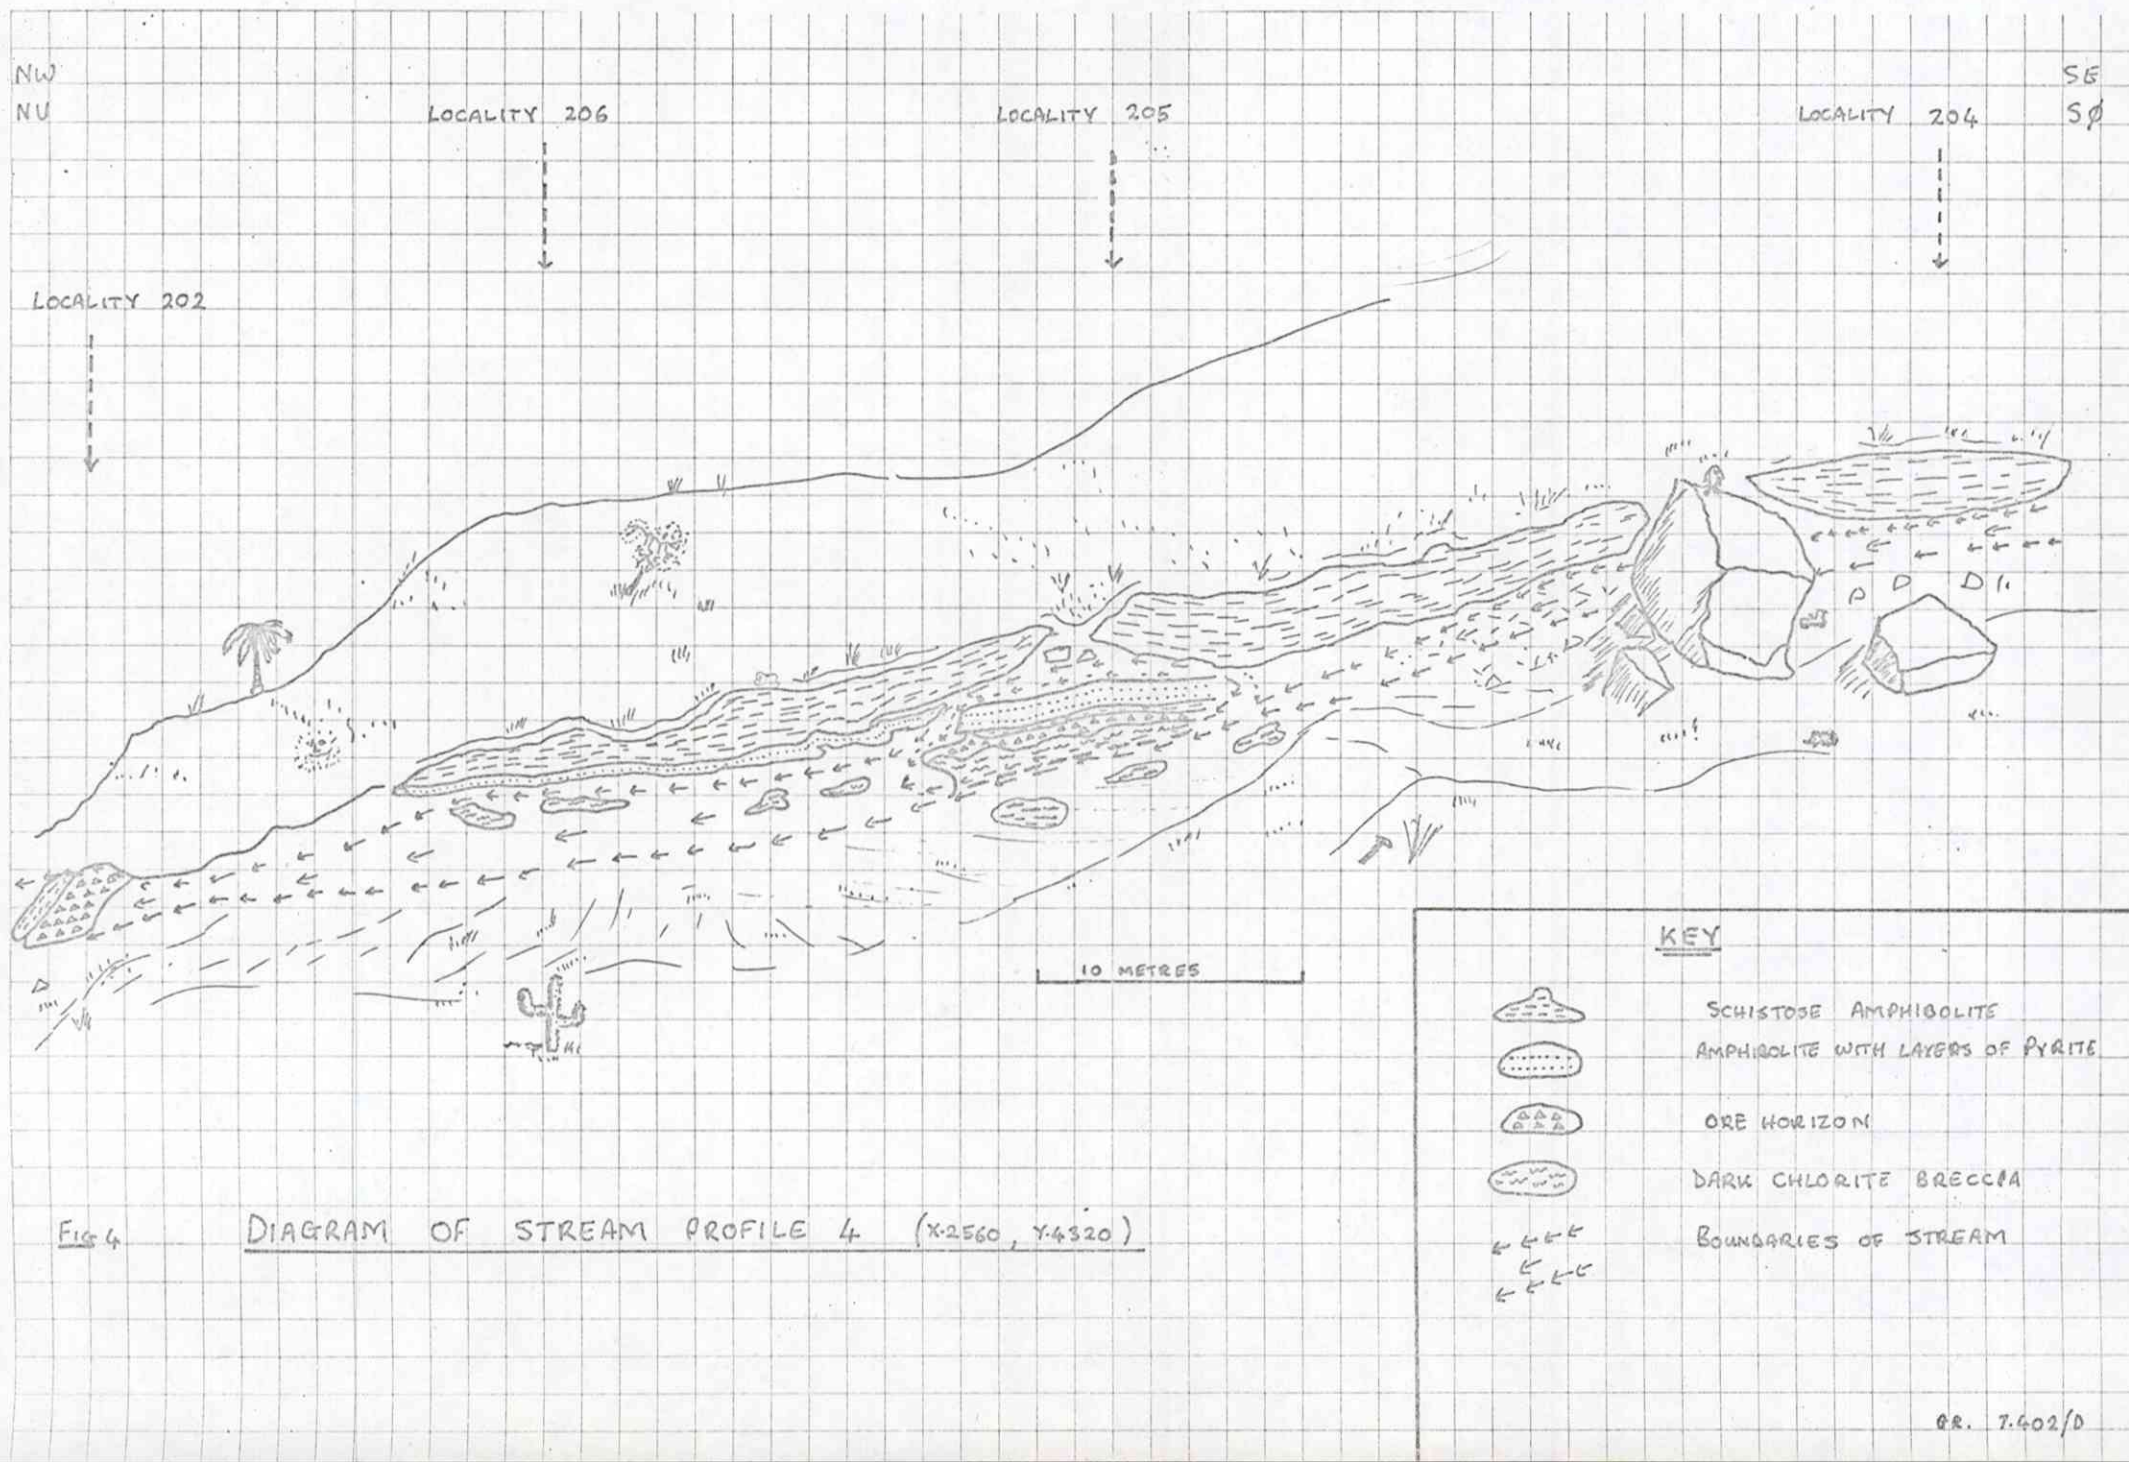 NW
NU
SE
SØ
LOCALITY 206
LOCALITY 205
LOCALITY 204
LOCALITY 202
10 METRES
KEY
SCHISTOSE AMPHIBOLITE
AMPHIBOLITE WITH LAYERS OF PYRITE
ORE HORIZON
DARK CHLORITE BRECCIA
BOUNDARIES OF STREAM
FIG 4 DIAGRAM OF STREAM PROFILE 4 (X.2560, Y.4320)
GR. 7.402/D